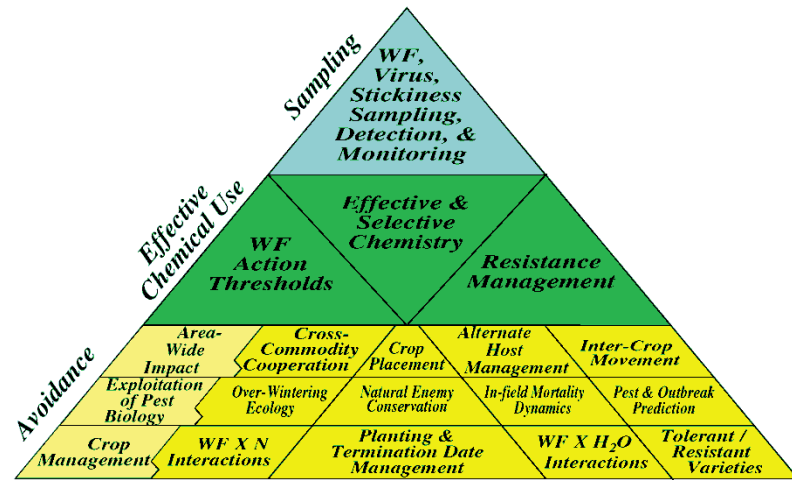 Sampling
WF,
Virus,
Stickiness
Sampling,
Detection, &
Monitoring
Effective
Chemical Use
WF
Action
Thresholds
Effective &
Selective
Chemistry
Resistance
Management
Avoidance
Area-
Wide
Impact
Cross-
Commodity
Cooperation
Crop
Placement
Alternate
Host
Management
Inter-Crop
Movement
Exploitation
of Pest
Biology
Over-Wintering
Ecology
Natural Enemy
Conservation
In-field Mortality
Dynamics
Pest & Outbreak
Prediction
Crop
Management
WF X N
Interactions
Planting &
Termination Date
Management
WF X H₂O
Interactions
Tolerant /
Resistant
Varieties